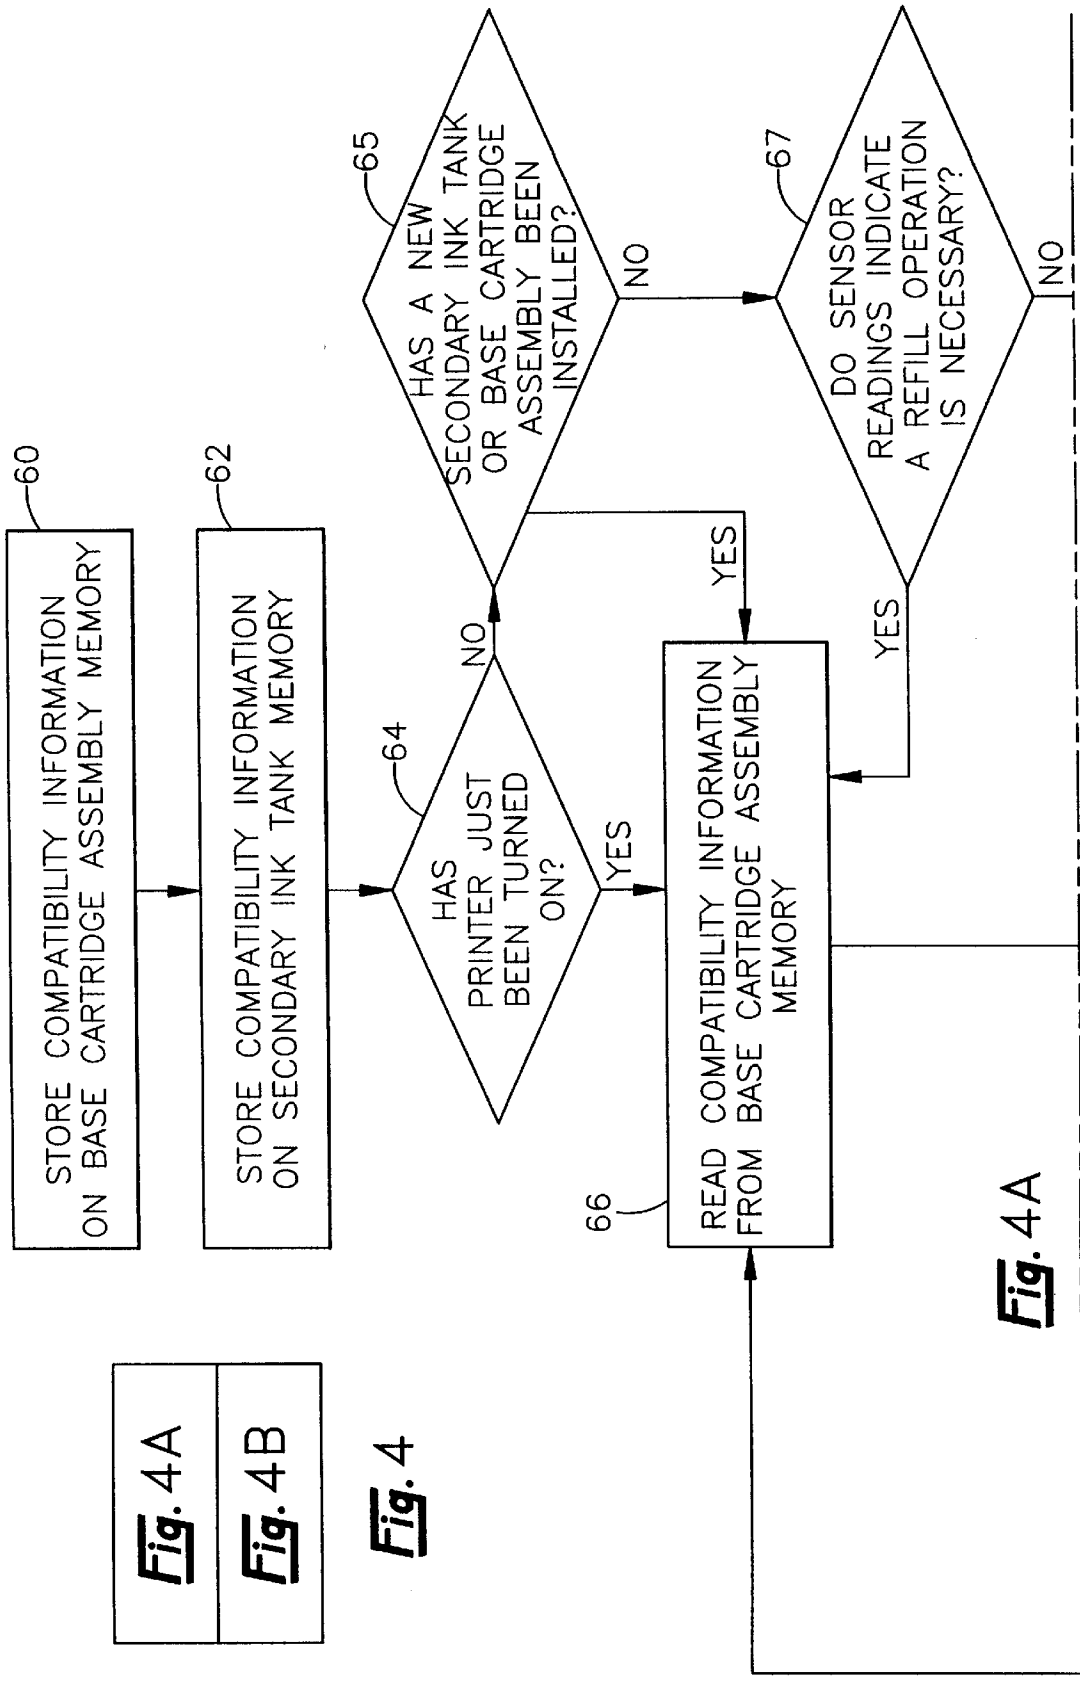 STORE COMPATIBILITY INFORMATION
ON BASE CARTRIDGE ASSEMBLY MEMORY
60
STORE COMPATIBILITY INFORMATION
ON SECONDARY INK TANK MEMORY
62
HAS
PRINTER JUST
BEEN TURNED
ON?
64
NO
YES
HAS A NEW
SECONDARY INK TANK
OR BASE CARTRIDGE
ASSEMBLY BEEN
INSTALLED?
65
NO
YES
DO SENSOR
READINGS INDICATE
A REFILL OPERATION
IS NECESSARY?
67
YES
NO
66
READ COMPATIBILITY INFORMATION
FROM BASE CARTRIDGE ASSEMBLY
MEMORY
Fig. 4A
Fig. 4B
Fig. 4
Fig. 4A